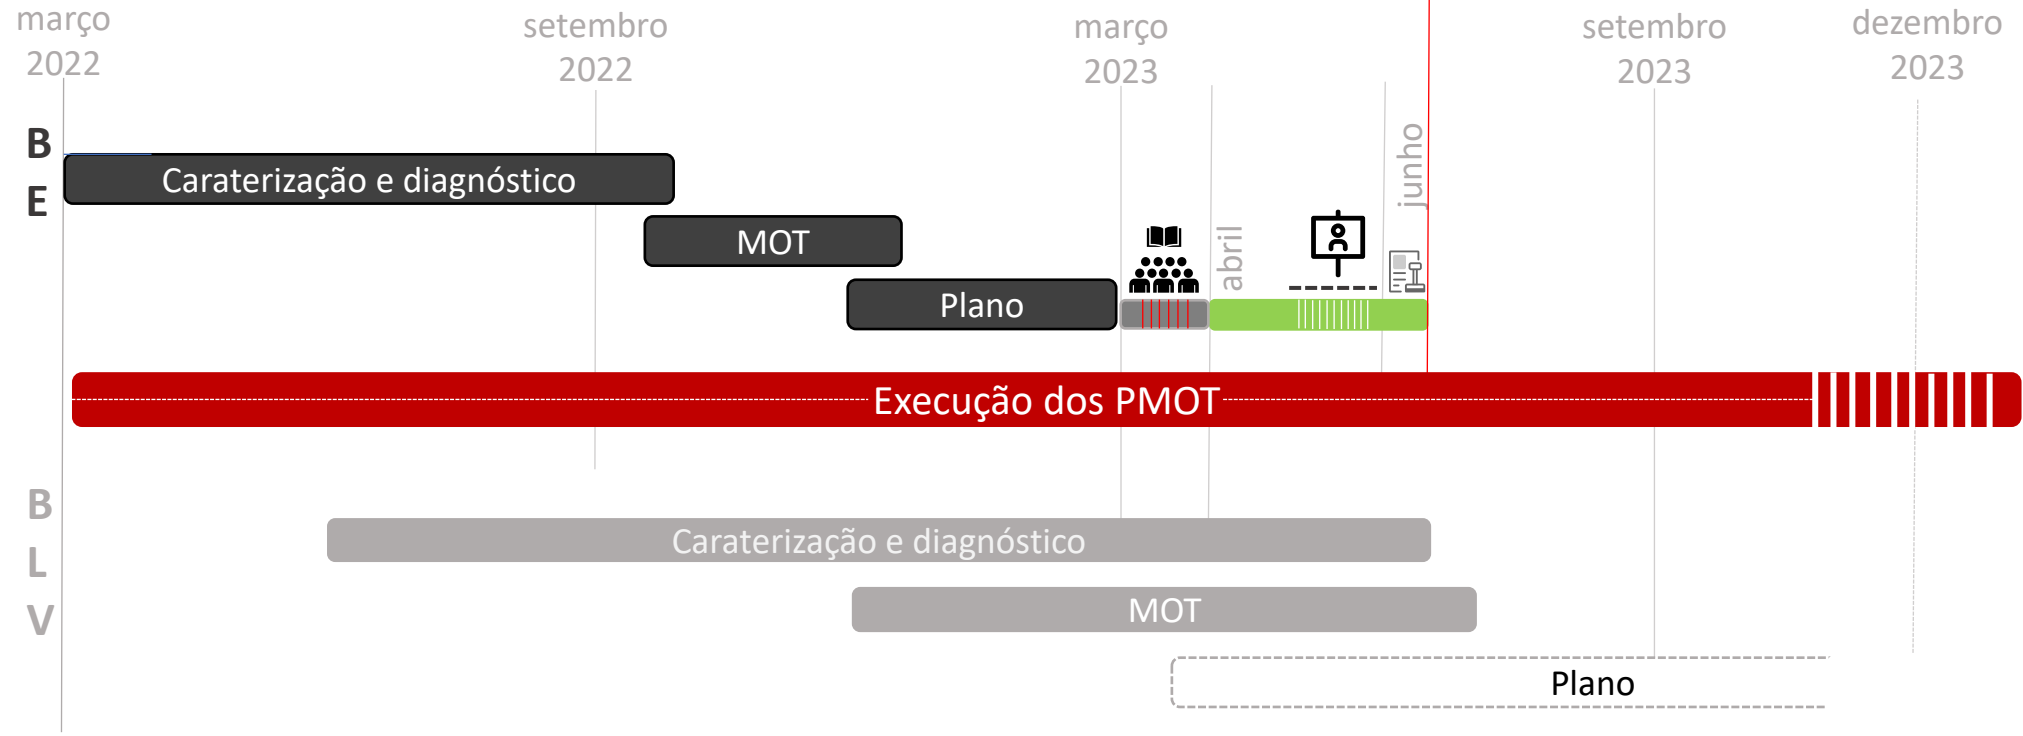 março
2022
setembro
2022
março
2023
setembro
2023
dezembro
2023
junho
abril
B
E
Caraterização e diagnóstico
MOT
Plano
Execução dos PMOT
B
L
V
Caraterização e diagnóstico
MOT
Plano